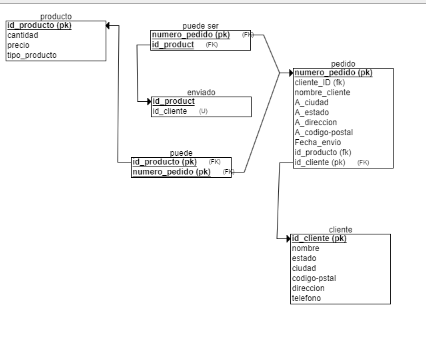 producto
id_producto (pk)
cantidad
precio
tipo_producto
puede ser
numero_pedido (pk) (FK)
id_product (FK)
enviado
id_product
id_cliente (U)
puede
id_producto (pk) (FK)
numero_pedido (pk) (FK)
pedido
numero_pedido (pk)
cliente_ID (fk)
nombre_cliente
A_ciudad
A_estado
A_direccion
A_codigo-postal
Fecha_envio
id_producto (fk)
id_cliente (pk) (FK)
cliente
id_cliente (pk)
nombre
estado
ciudad
codigo-pstal
direccion
telefono